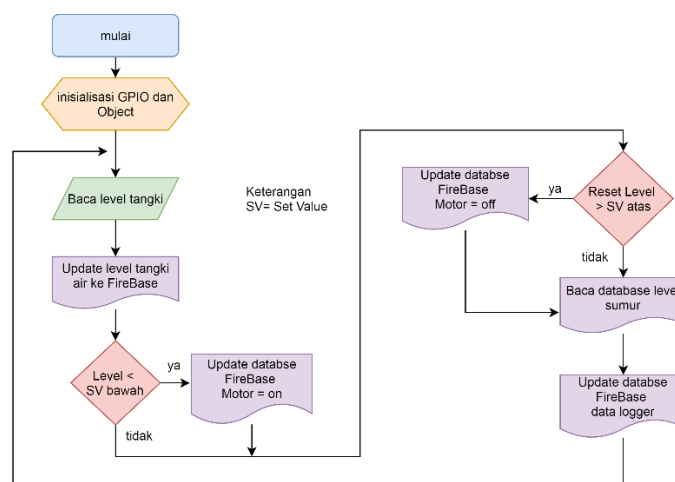 mulai
inisialisasi GPIO dan
Object
Baca level tangki
Update level tangki
air ke FireBase
Level <
SV bawah
ya
Update databse
FireBase
Motor = on
tidak
Keterangan
SV= Set Value
Reset Level
> SV atas
ya
Update databse
FireBase
Motor = off
tidak
Baca database level
sumur
Update databse
FireBase
data logger